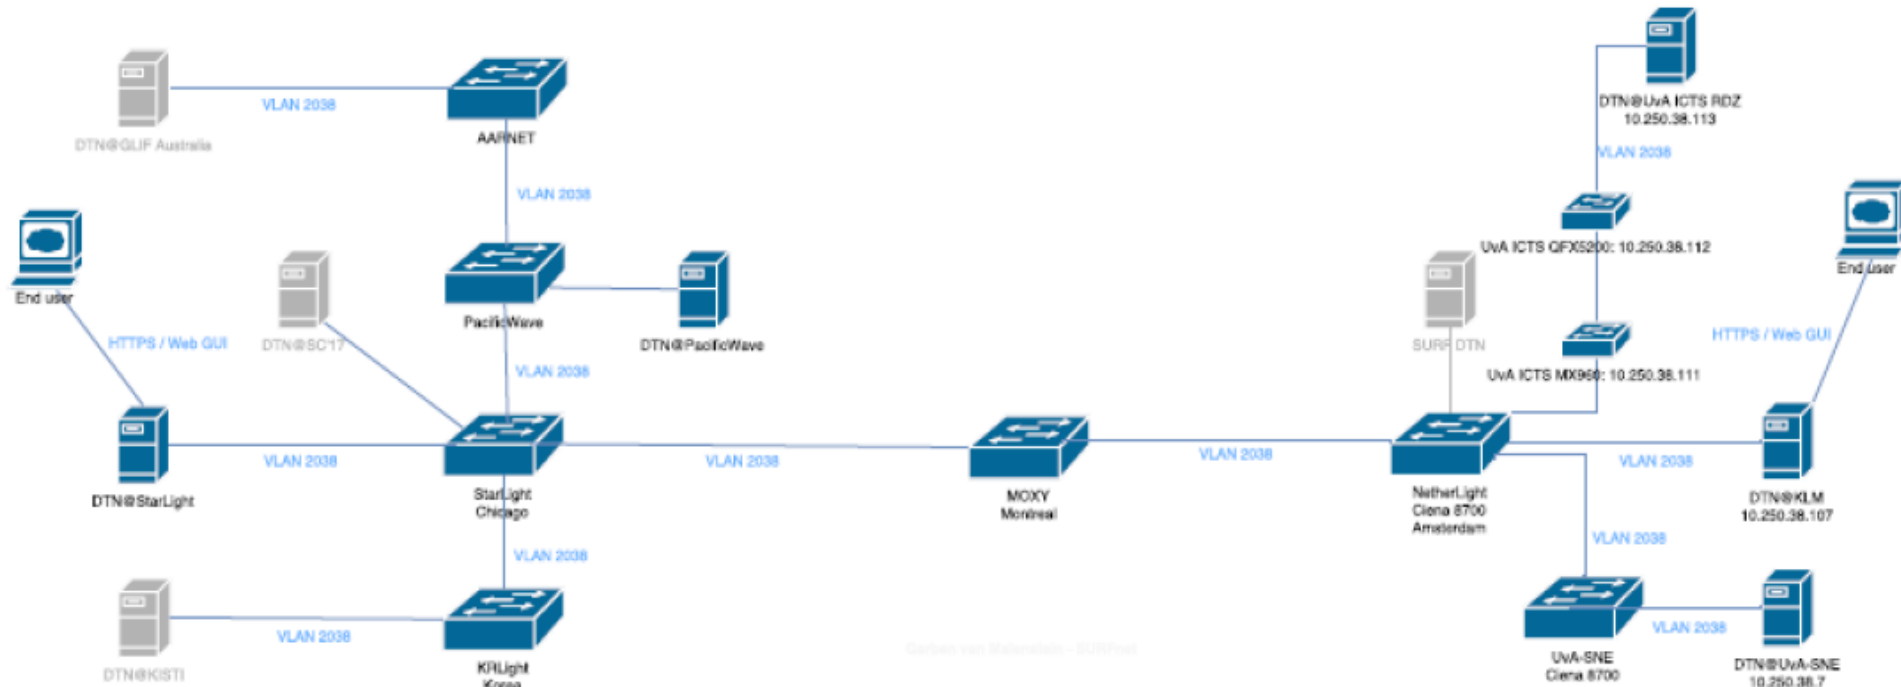 DTN@UvA ICTS RDZ
10.250.38.113
VLAN 2038
DTN@GLIF Australia
VLAN 2038
AARNET
VLAN 2038
VLAN 2038
UvA ICTS QFX5200: 10.250.38.112
End user
End user
PacificWave
DTN@SC'17
DTN@PacificWave
SURF DTN
HTTPS / Web GUI
HTTPS / Web GUI
VLAN 2038
UvA ICTS MX960: 10.250.38.111
DTN@StarLight
VLAN 2038
StarLight
Chicago
VLAN 2038
MOXY
Montreal
VLAN 2038
NetherLight
Ciena 8700
Amsterdam
VLAN 2038
DTN@KLM
10.250.38.107
VLAN 2038
VLAN 2038
DTN@KISTI
VLAN 2038
KRLight
Korea
UvA-SNE
Ciena 8700
VLAN 2038
DTN@UvA-SNE
10.250.38.7